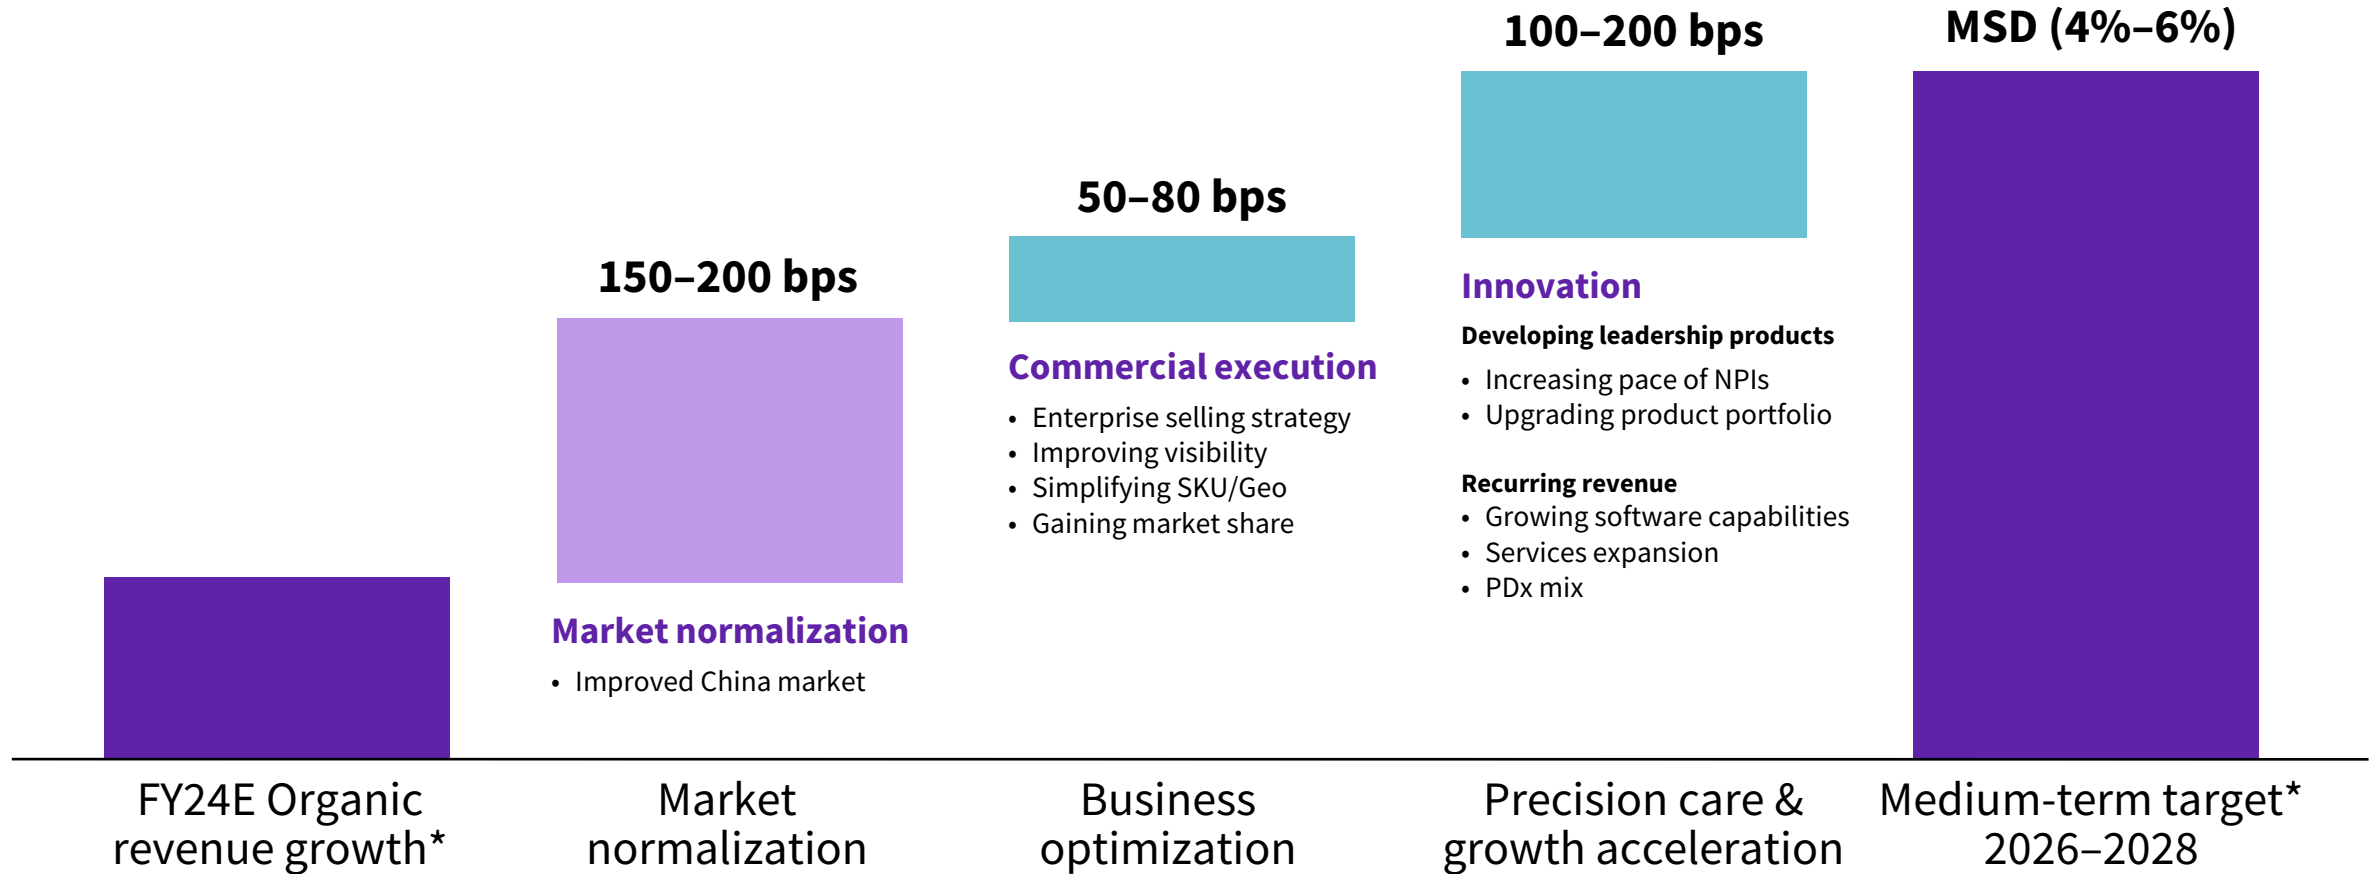 150–200 bps
Market normalization
• Improved China market
50–80 bps
Commercial execution
• Enterprise selling strategy
• Improving visibility
• Simplifying SKU/Geo
• Gaining market share
100–200 bps
Innovation
Developing leadership products
• Increasing pace of NPIs
• Upgrading product portfolio
Recurring revenue
• Growing software capabilities
• Services expansion
• PDx mix
MSD (4%–6%)
FY24E Organic
revenue growth*
Market
normalization
Business
optimization
Precision care &
growth acceleration
Medium-term target*
2026–2028